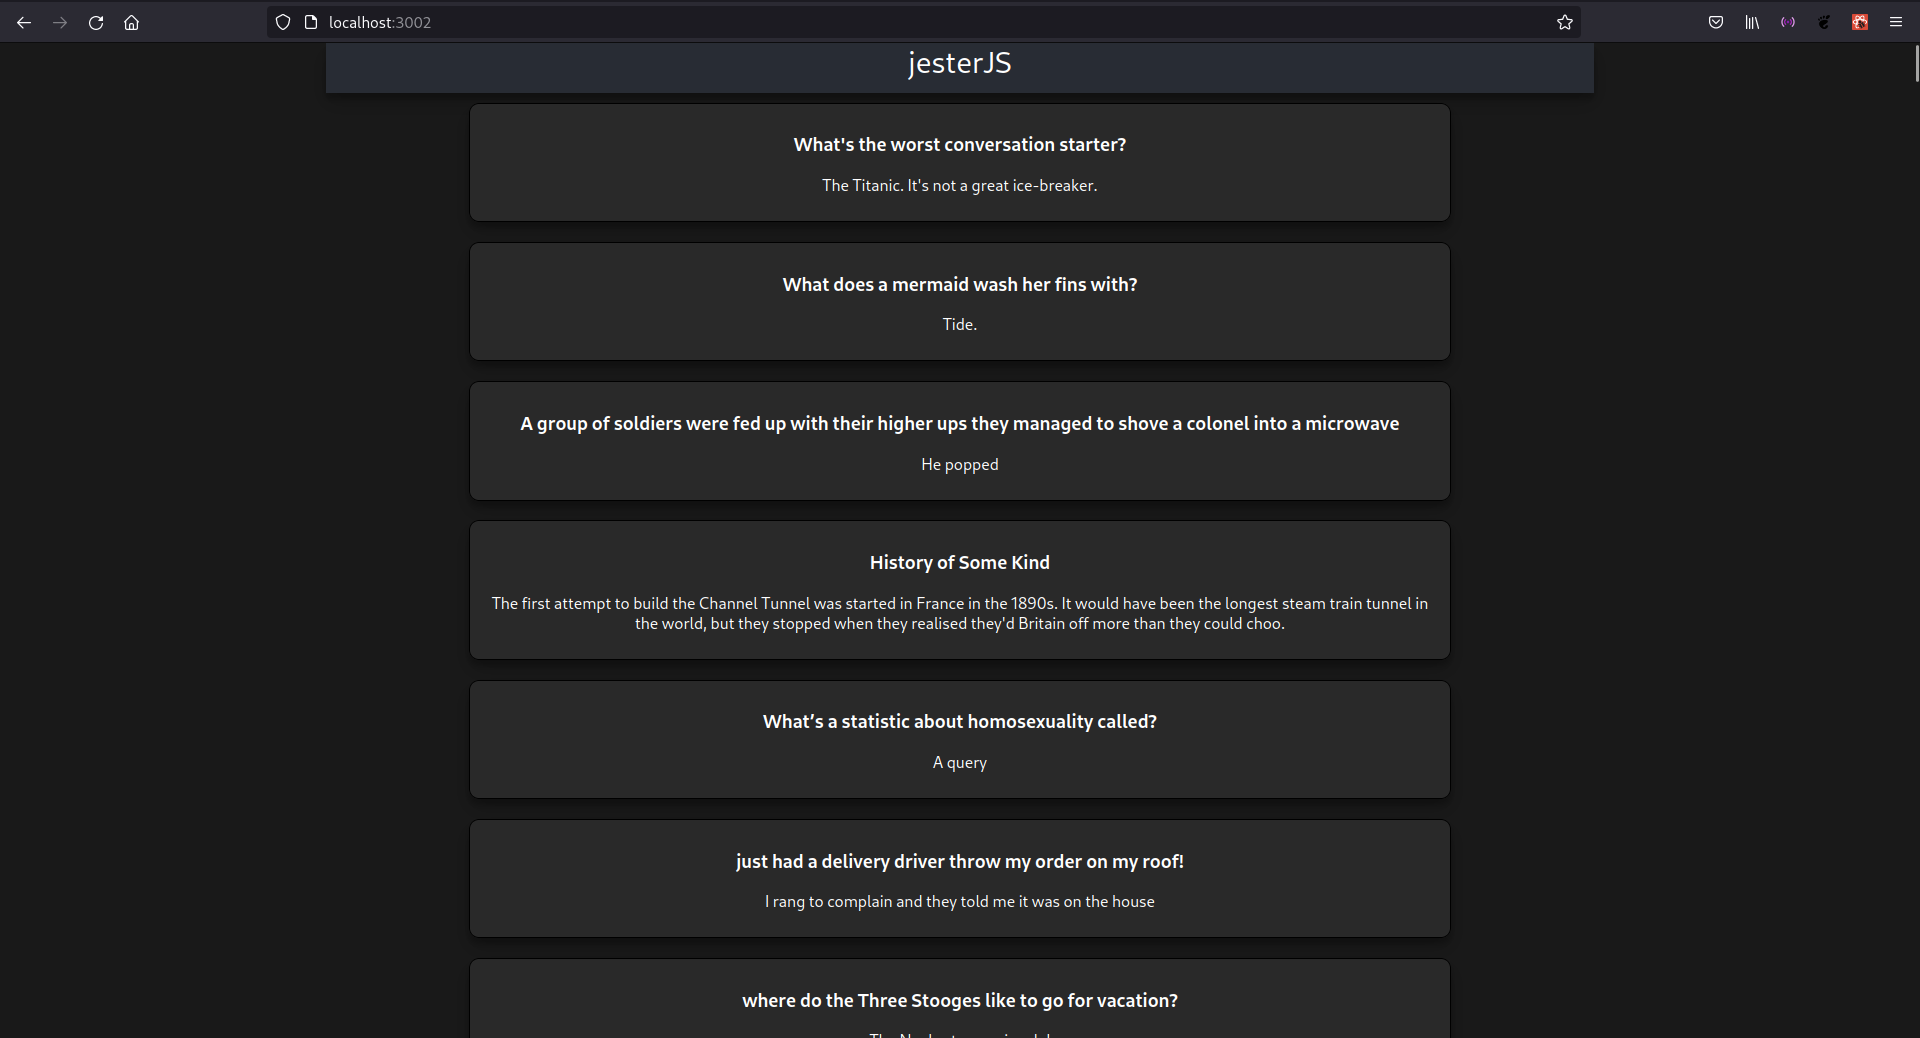 localhost:3002
jesterJS
What's the worst conversation starter?
The Titanic. It's not a great ice-breaker.
What does a mermaid wash her fins with?
Tide.
A group of soldiers were fed up with their higher ups they managed to shove a colonel into a microwave
He popped
History of Some Kind
The first attempt to build the Channel Tunnel was started in France in the 1890s. It would have been the longest steam train tunnel in
the world, but they stopped when they realised they'd Britain off more than they could choo.
What’s a statistic about homosexuality called?
A query
just had a delivery driver throw my order on my roof!
I rang to complain and they told me it was on the house
where do the Three Stooges like to go for vacation?